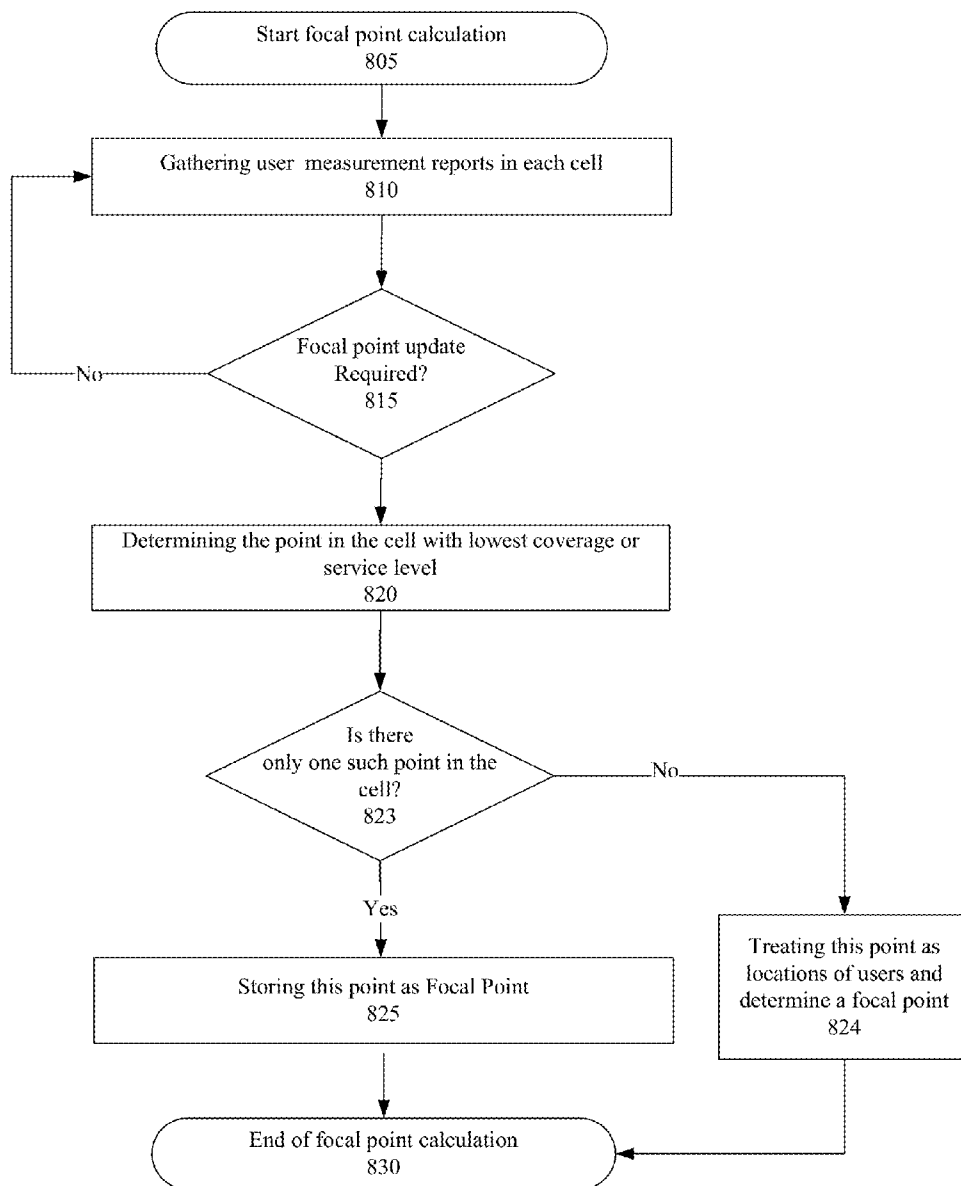 Start focal point calculation
805
Gathering user measurement reports in each cell
810
Focal point update
Required?
815
No
Determining the point in the cell with lowest coverage or
service level
820
Is there
only one such point in the
cell?
823
No
Yes
Storing this point as Focal Point
825
Treating this point as
locations of users and
determine a focal point
824
End of focal point calculation
830